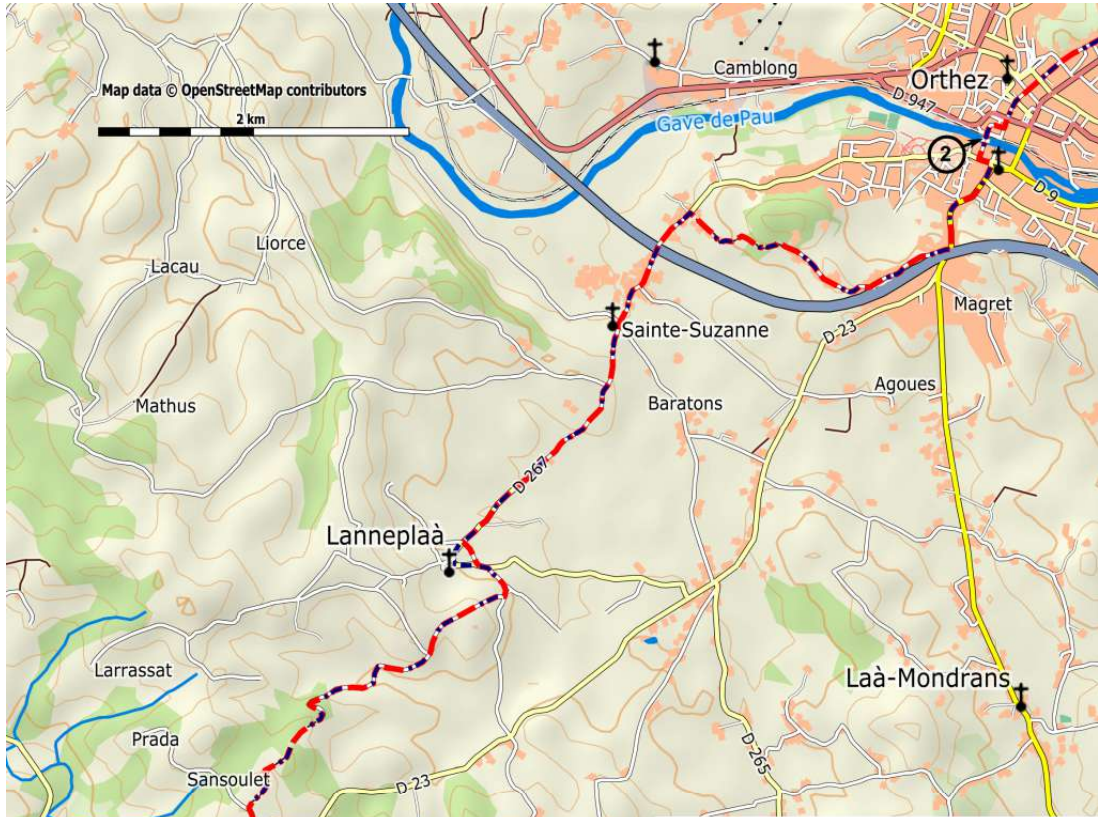 Camblong
Orthez
Map data © OpenStreetMap contributors
D 947
2 km
Gave de Pau
2
D 9
Liorce
Lacau
Magret
Sainte-Suzanne
D 23
Agoues
Mathus
Baratons
D 267
Lanneplaà
Larrassat
Laà-Mondrans
Prada
D 265
Sansoulet
D 23